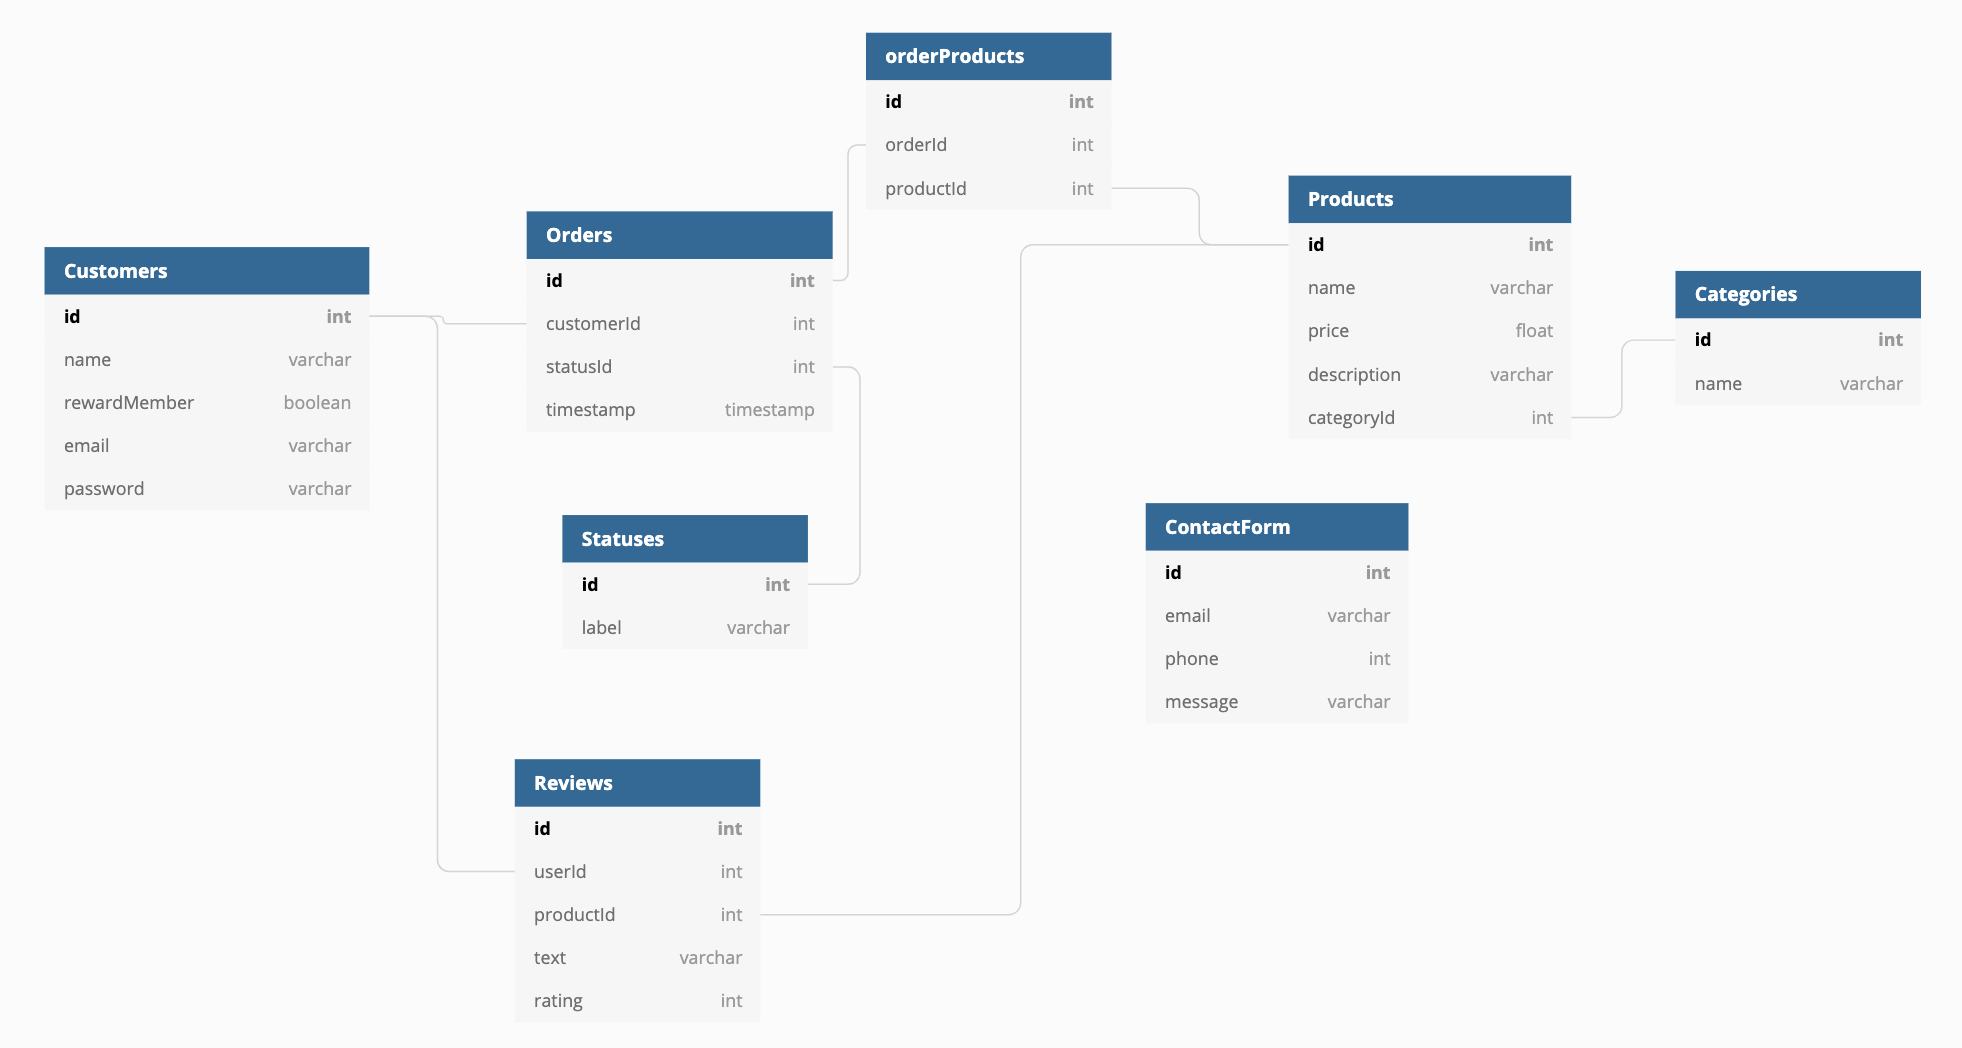 orderProducts
id int
orderId int
productId int
Products
id int
name varchar
price float
description varchar
categoryId int
Orders
id int
customerId int
statusId int
timestamp timestamp
Customers
id int
name varchar
rewardMember boolean
email varchar
password varchar
Categories
id int
name varchar
Statuses
id int
label varchar
ContactForm
id int
email varchar
phone int
message varchar
Reviews
id int
userId int
productId int
text varchar
rating int